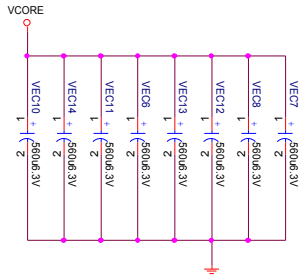 VCORE
VEC10
VEC14
VEC11
VEC6
VEC13
VEC12
VEC8
VEC7
1 + 1 + 1 + 1 + 1 + 1 + 1 + 1 +
2 2 2 2 2 2 2 2
560u6.3V
560u6.3V
560u6.3V
560u6.3V
560u6.3V
560u6.3V
560u6.3V
560u6.3V